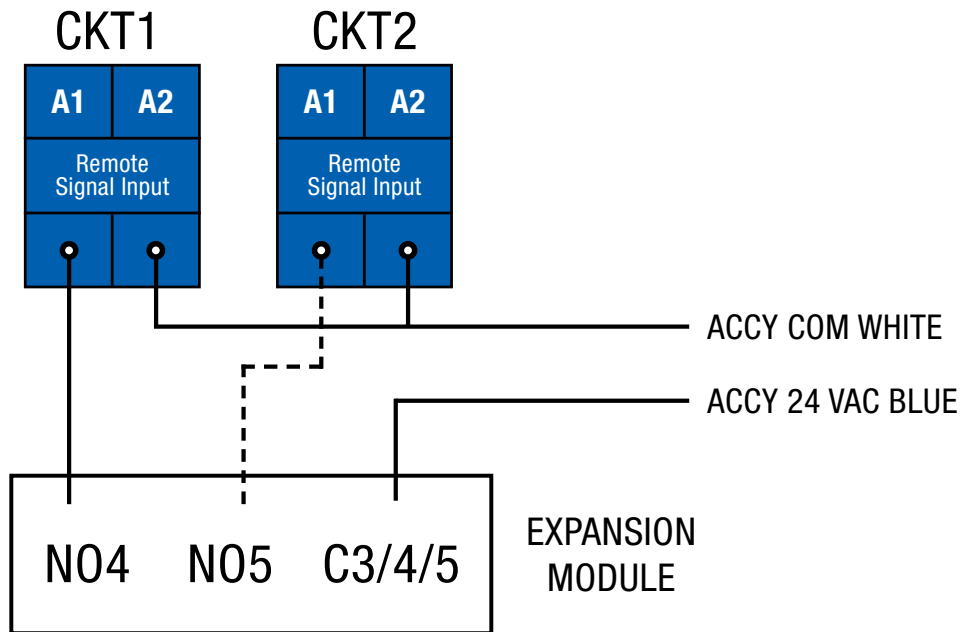 CKT1
CKT2
A1
A2
A1
A2
Remote
Signal Input
Remote
Signal Input
ACCY COM WHITE
ACCY 24 VAC BLUE
NO4
NO5
C3/4/5
EXPANSION
MODULE